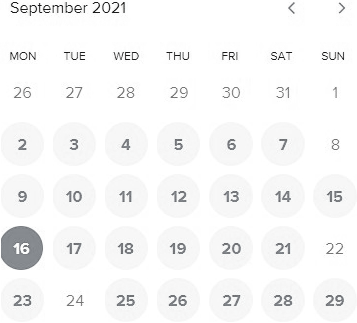 September 2021
MON TUE WED THU FRI SAT SUN
26 27 28 29 30 31 1
2 3 4 5 6 7 8
9 10 11 12 13 14 15
16 17 18 19 20 21 22
23 24 25 26 27 28 29